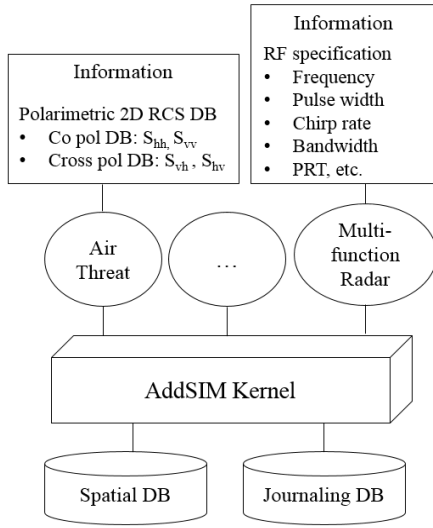 Information
Polarimetric 2D RCS DB
• Co pol DB: Shh, Svv
• Cross pol DB: Svh , Shv
Information
RF specification
• Frequency
• Pulse width
• Chirp rate
• Bandwidth
• PRT, etc.
Air
Threat
...
Multi-
function
Radar
AddSIM Kernel
Spatial DB
Journaling DB